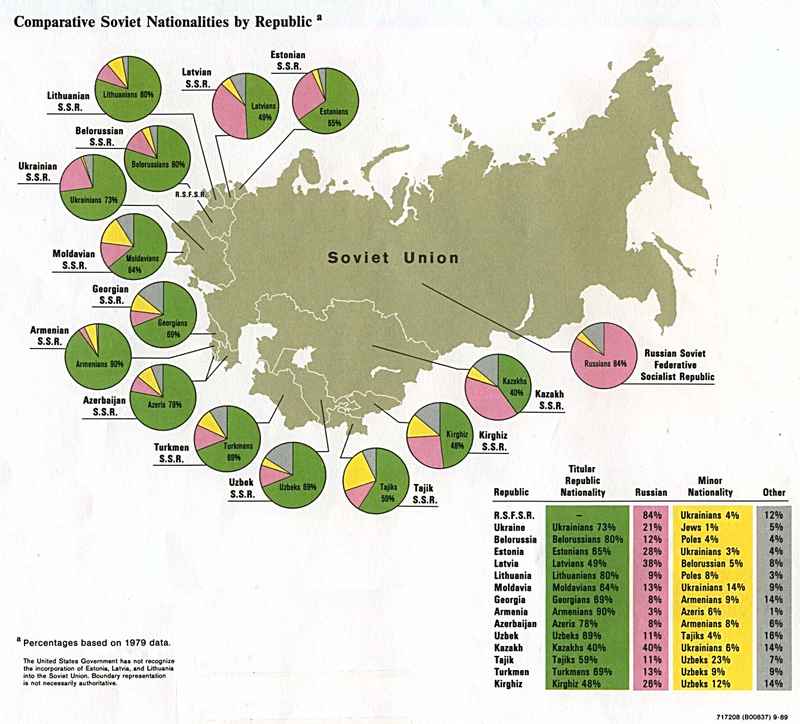 Comparative Soviet Nationalities by Republic a
Estonian
S.S.R.
Latvian
S.S.R.
Lithuanian
S.S.R.
Lithuanians 80%
Latvians
49%
Estonians
65%
Belorussian
S.S.R.
Belorussians 80%
Ukrainian
S.S.R.
Ukrainians 73%
R.S.F.S.R.
Moldavian
S.S.R.
Moldavians
64%
Soviet Union
Georgian
S.S.R.
Georgians
69%
Armenian
S.S.R.
Armenians 90%
Azerbaijan
S.S.R.
Azeris 78%
Turkmen
S.S.R.
Turkmens
69%
Uzbek
S.S.R.
Uzbeks 69%
Tajik
S.S.R.
Tajiks
59%
Kirghiz
S.S.R.
Kirghiz
48%
Kazakh
S.S.R.
Kazakhs
40%
Russians 84%
Russian Soviet
Federative
Socialist Republic
Republic Titular Republic Nationality Russian Minor Nationality Other
R.S.F.S.R. – 84% Ukrainians 4% 12%
Ukraine Ukrainians 73% 21% Jews 1% 5%
Belorussia Belorussians 80% 12% Poles 4% 4%
Estonia Estonians 65% 28% Ukrainians 3% 4%
Latvia Latvians 49% 38% Belorussian 5% 8%
Lithuania Lithuanians 80% 9% Poles 8% 3%
Moldavia Moldavians 64% 13% Ukrainians 14% 9%
Georgia Georgians 69% 8% Armenians 9% 14%
Armenia Armenians 90% 3% Azeris 6% 1%
Azerbaijan Azeris 78% 8% Armenians 8% 6%
Uzbek Uzbeks 69% 11% Tajiks 4% 16%
Kazakh Kazakhs 40% 40% Ukrainians 6% 14%
Tajik Tajiks 59% 11% Uzbeks 23% 7%
Turkmen Turkmens 69% 13% Uzbeks 9% 9%
Kirghiz Kirghiz 48% 26% Uzbeks 12% 14%
a Percentages based on 1979 data.
The United States Government has not recognized
the incorporation of Estonia, Latvia, and Lithuania
into the Soviet Union. Boundary representation
is not necessarily authoritative.
717208 (B00837) 9-89